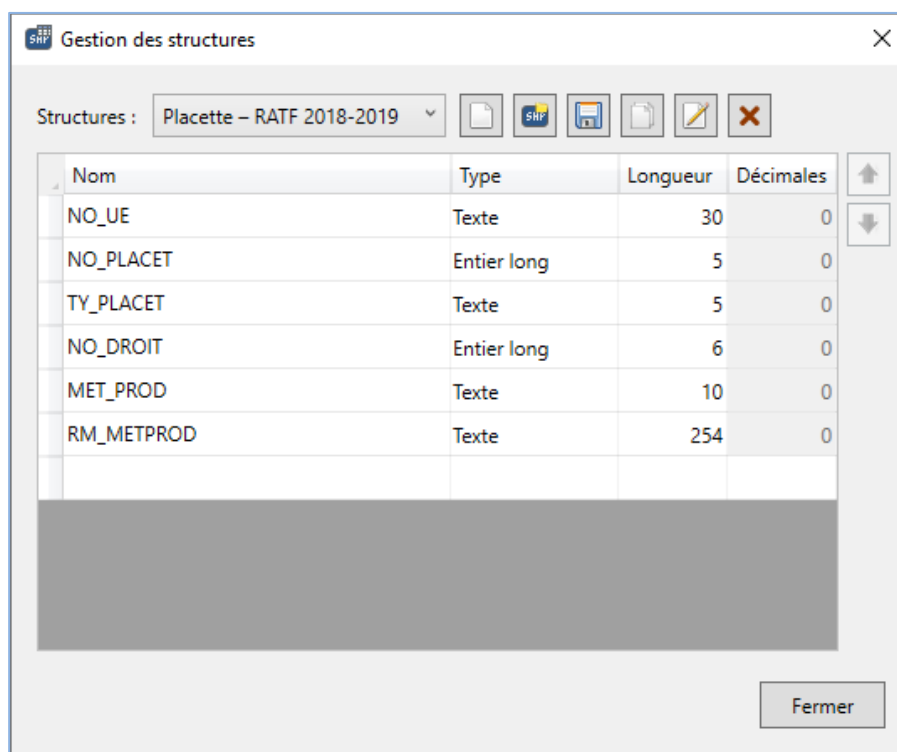 SHP Gestion des structures
Structures : Placette – RATF 2018-2019 SHP
Nom Type Longueur Décimales
NO_UE Texte 30 0
NO_PLACET Entier long 5 0
TY_PLACET Texte 5 0
NO_DROIT Entier long 6 0
MET_PROD Texte 10 0
RM_METPROD Texte 254 0
Fermer